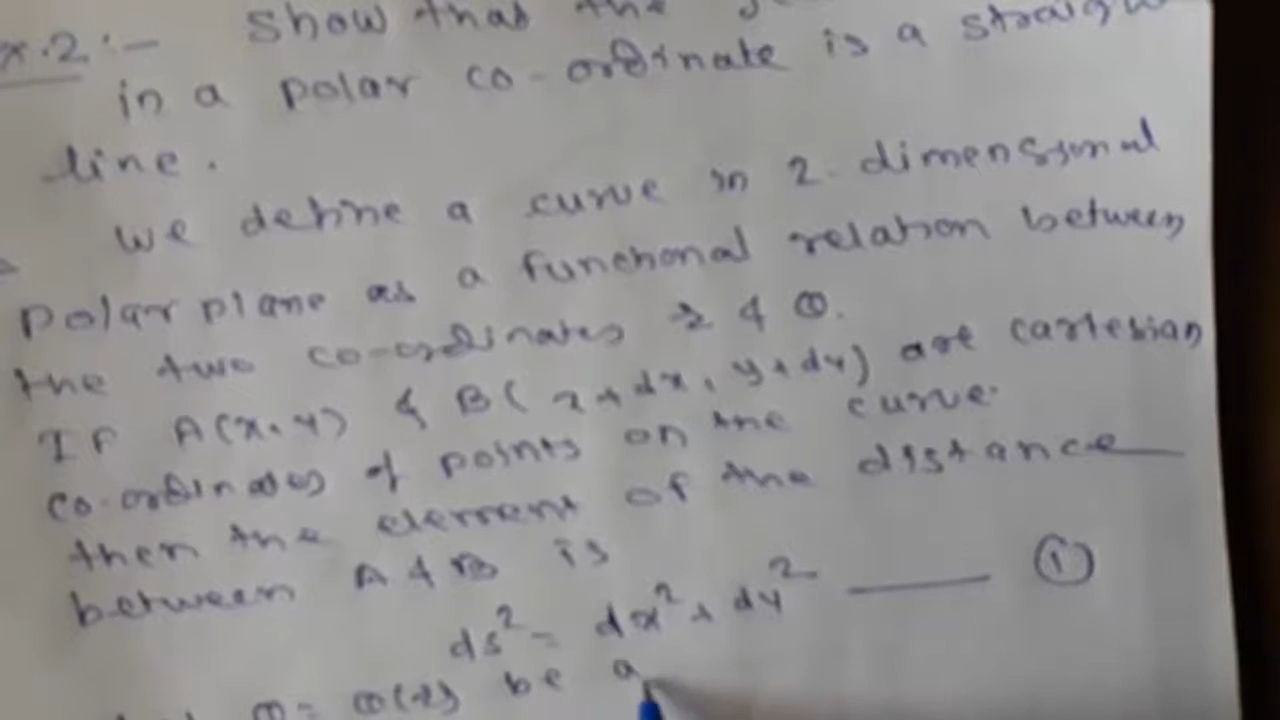 x.2:- Show that the
in a polar co-ordinate is a straigh
line.
we define a curve in 2-dimensional
polar plane as a functional relation between
the two co-ordinates r & θ.
If A(x,y) & B(x+dx, y+dy) are cartesian
co-ordinates of points on the curve.
then the element of the distance
between A & B is
ds² = dx² + dy² —— ①
θ = θ(r) be a